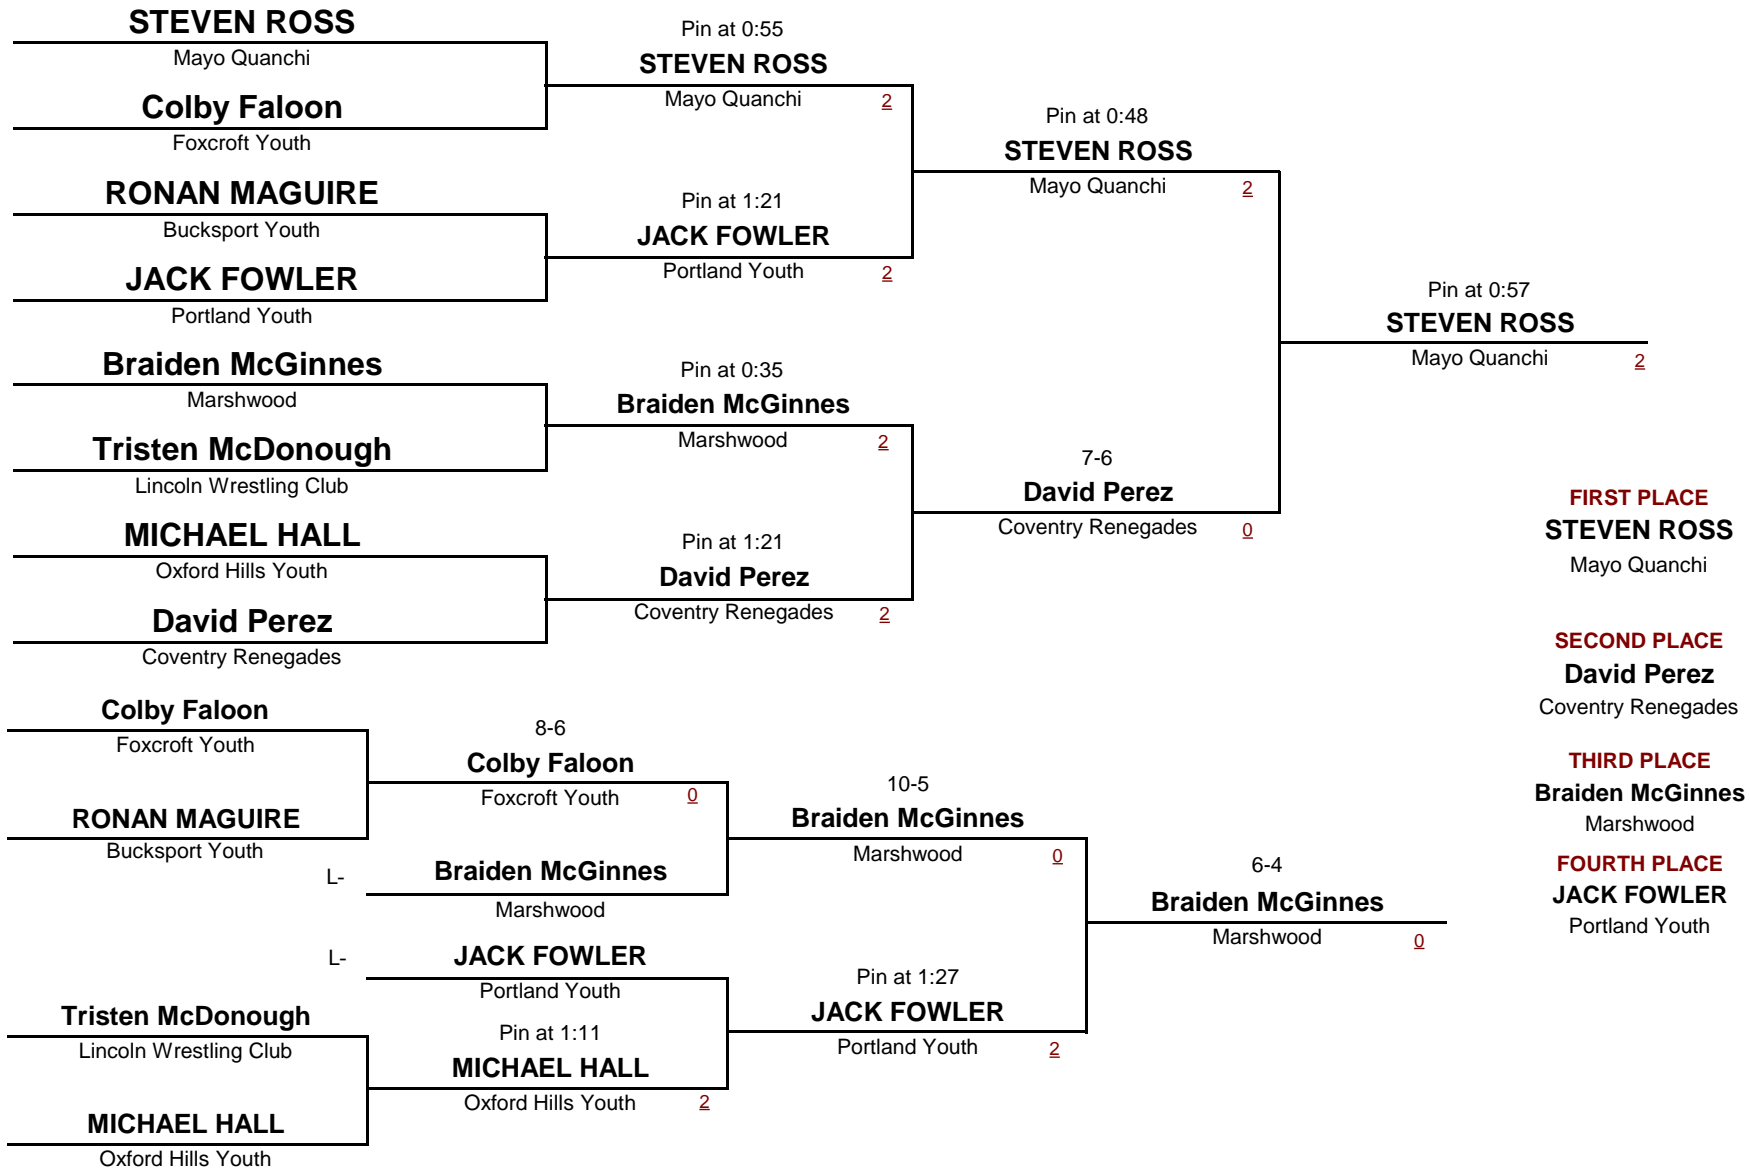 STEVEN ROSS
Mayo Quanchi
Colby Faloon
Foxcroft Youth
RONAN MAGUIRE
Bucksport Youth
JACK FOWLER
Portland Youth
Braiden McGinnes
Marshwood
Tristen McDonough
Lincoln Wrestling Club
MICHAEL HALL
Oxford Hills Youth
David Perez
Coventry Renegades
Pin at 0:55
STEVEN ROSS
Mayo Quanchi 2
Pin at 1:21
JACK FOWLER
Portland Youth 2
Pin at 0:35
Braiden McGinnes
Marshwood 2
Pin at 1:21
David Perez
Coventry Renegades 2
Pin at 0:48
STEVEN ROSS
Mayo Quanchi 2
7-6
David Perez
Coventry Renegades 0
Pin at 0:57
STEVEN ROSS
Mayo Quanchi 2
FIRST PLACE
STEVEN ROSS
Mayo Quanchi
SECOND PLACE
David Perez
Coventry Renegades
THIRD PLACE
Braiden McGinnes
Marshwood
FOURTH PLACE
JACK FOWLER
Portland Youth
Colby Faloon
Foxcroft Youth
RONAN MAGUIRE
Bucksport Youth
Tristen McDonough
Lincoln Wrestling Club
MICHAEL HALL
Oxford Hills Youth
8-6
Colby Faloon
Foxcroft Youth 0
L- Braiden McGinnes
Marshwood
L- JACK FOWLER
Portland Youth
Pin at 1:11
MICHAEL HALL
Oxford Hills Youth 2
10-5
Braiden McGinnes
Marshwood 0
Pin at 1:27
JACK FOWLER
Portland Youth 2
6-4
Braiden McGinnes
Marshwood 0